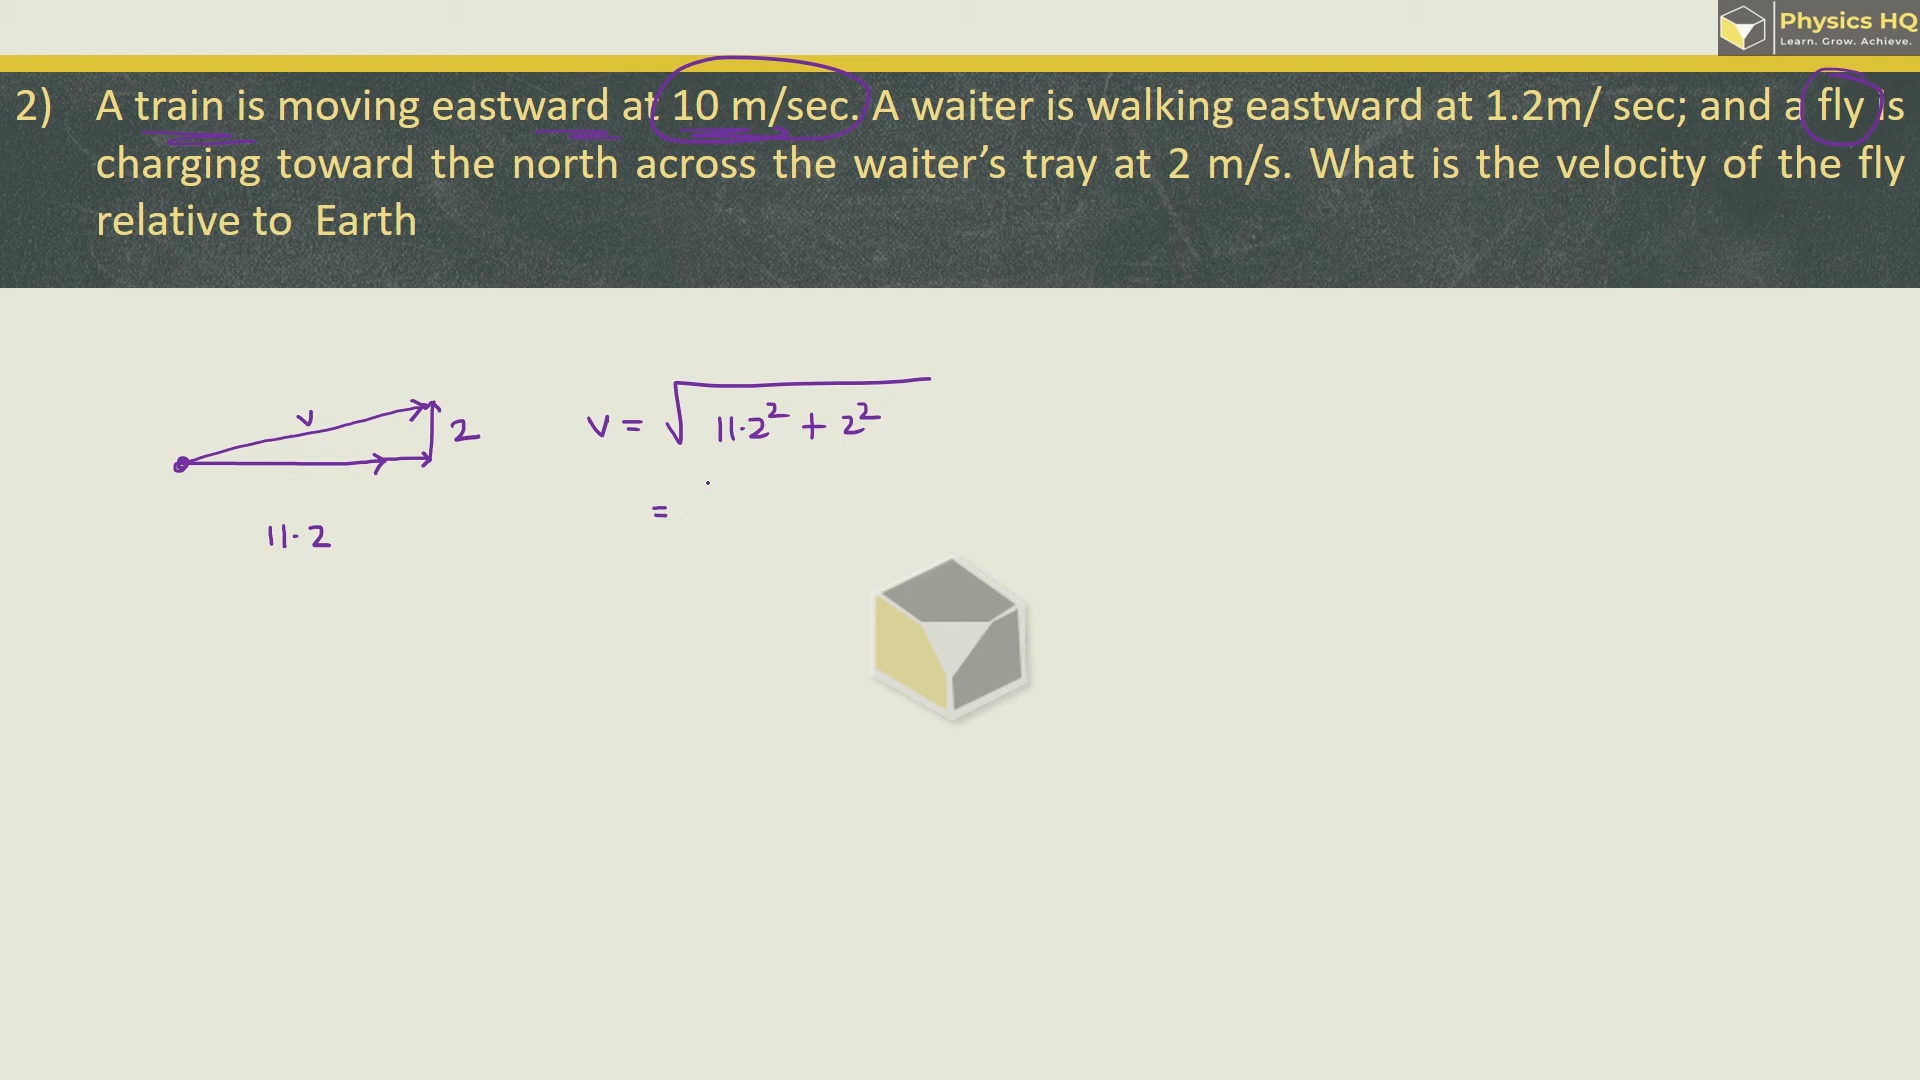 Physics HQ
Learn. Grow. Achieve.
2) A train is moving eastward at 10 m/sec. A waiter is walking eastward at 1.2m/ sec; and a fly is
charging toward the north across the waiter’s tray at 2 m/s. What is the velocity of the fly
relative to Earth
v
2
11.2
v = √ 11.2² + 2²
=